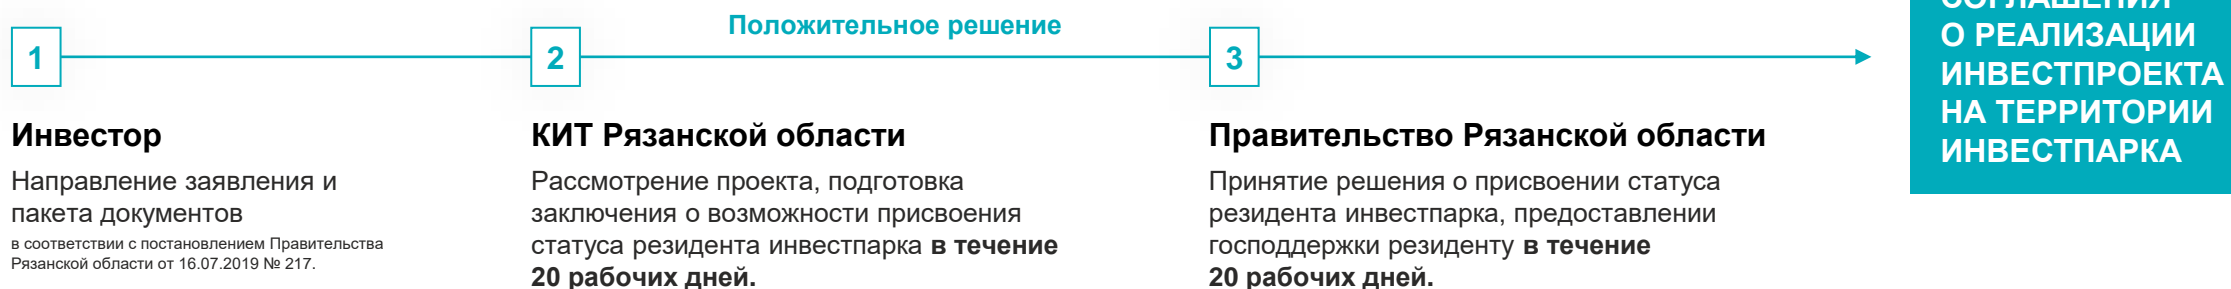 Положительное решение
1
2
3
Инвестор
Направление заявления и
пакета документов
в соответствии с постановлением Правительства
Рязанской области от 16.07.2019 № 217.
КИТ Рязанской области
Рассмотрение проекта, подготовка
заключения о возможности присвоения
статуса резидента инвестпарка в течение
20 рабочих дней.
Правительство Рязанской области
Принятие решения о присвоении статуса
резидента инвестпарка, предоставлении
господдержки резиденту в течение
20 рабочих дней.
СОГЛАШЕНИЯ
О РЕАЛИЗАЦИИ
ИНВЕСТПРОЕКТА
НА ТЕРРИТОРИИ
ИНВЕСТПАРКА